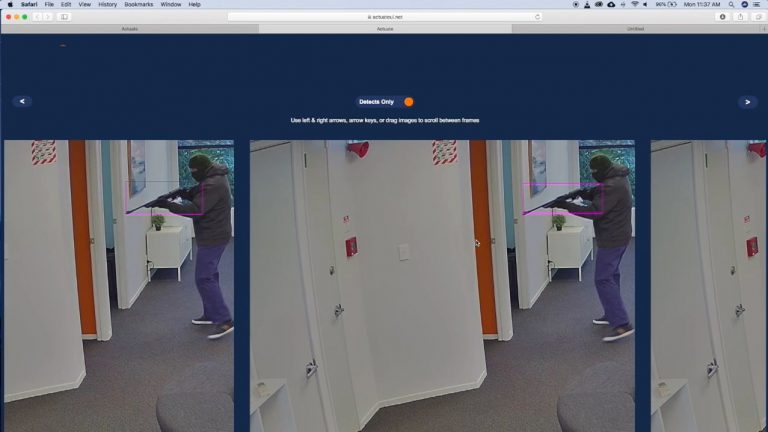 Safari File Edit View History Bookmarks Window Help 96% Mon 11:37 AM
actuateui.net
Actuate Actuate Untitled
< Detects Only >
Use left & right arrows, arrow keys, or drag images to scroll between frames